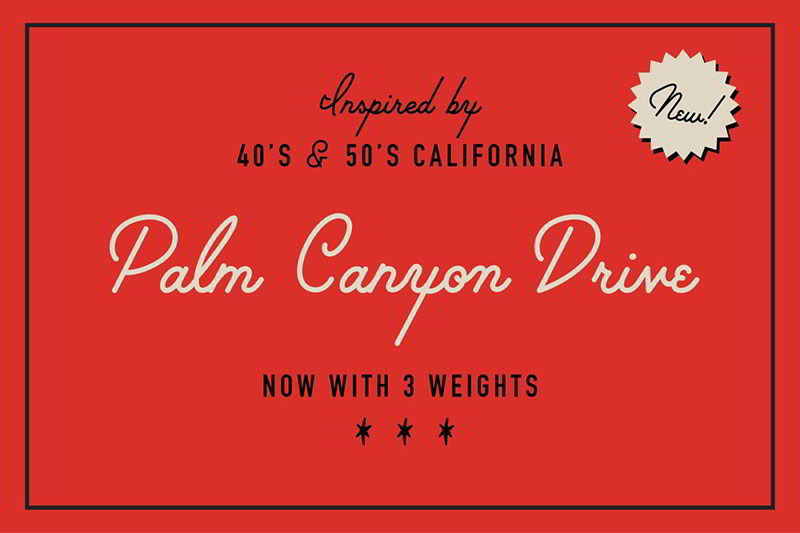 Inspired by
New!
40'S & 50'S CALIFORNIA
Palm Canyon Drive
NOW WITH 3 WEIGHTS